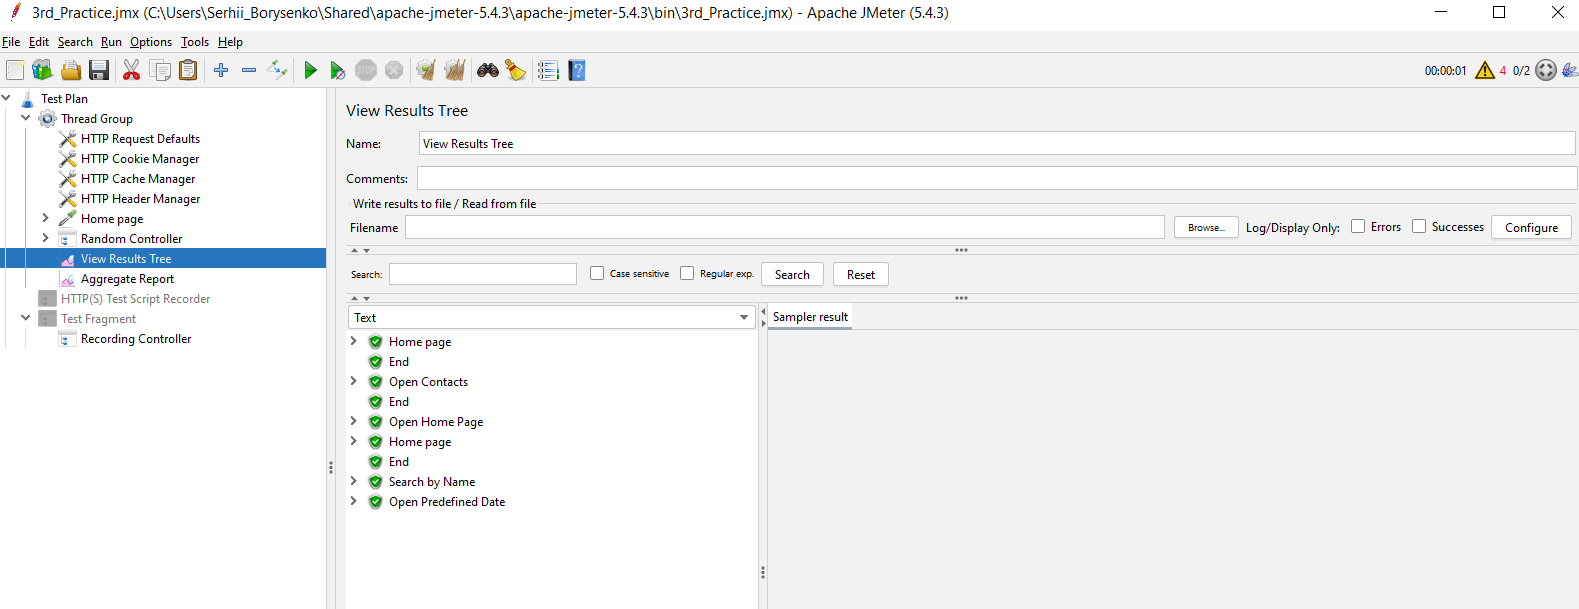 3rd_Practice.jmx (C:\Users\Serhii_Borysenko\Shared\apache-jmeter-5.4.3\apache-jmeter-5.4.3\bin\3rd_Practice.jmx) - Apache JMeter (5.4.3)
File Edit Search Run Options Tools Help
STOP 00:00:01 4 0/2
Test Plan
Thread Group
HTTP Request Defaults
HTTP Cookie Manager
HTTP Cache Manager
HTTP Header Manager
Home page
Random Controller
View Results Tree
Aggregate Report
HTTP(S) Test Script Recorder
Test Fragment
Recording Controller
View Results Tree
Name: View Results Tree
Comments:
Write results to file / Read from file
Filename Browse... Log/Display Only: Errors Successes Configure
Search: Case sensitive Regular exp. Search Reset
Text
Sampler result
Home page
End
Open Contacts
End
Open Home Page
Home page
End
Search by Name
Open Predefined Date